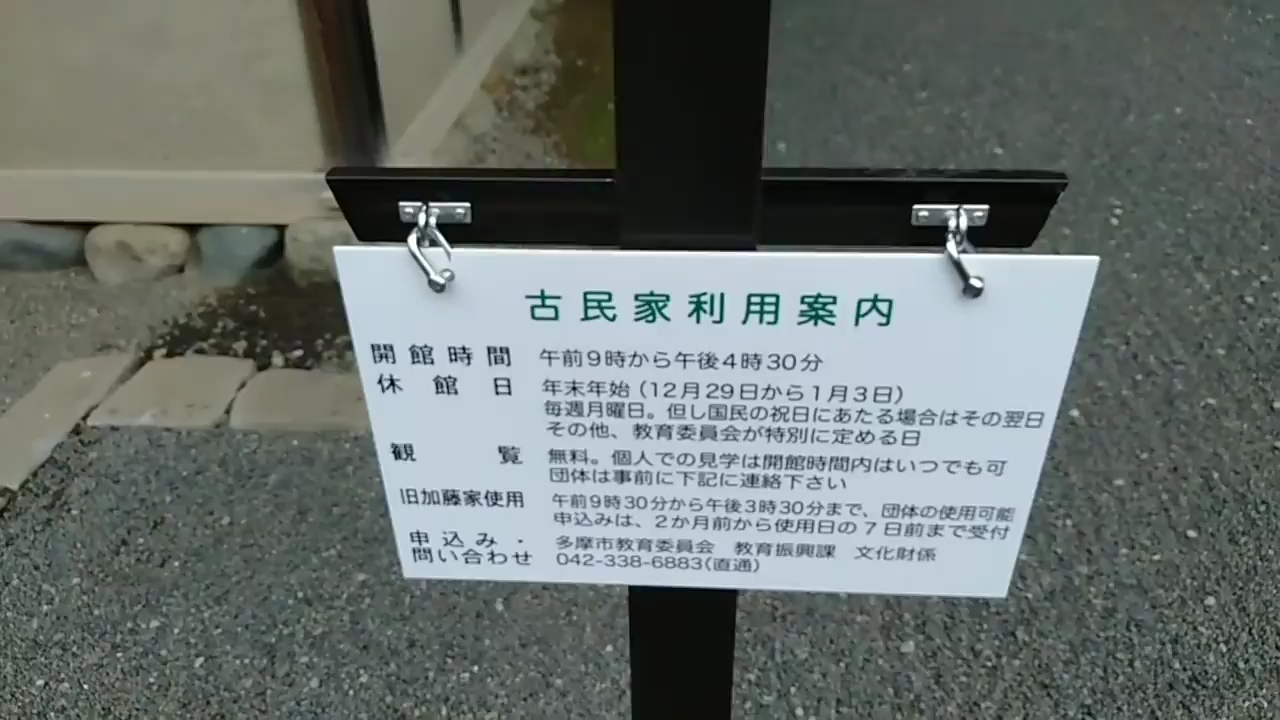 古民家利用案内
開館時間 午前9時から午後4時30分
休館日 年末年始（12月29日から1月3日）
毎週月曜日。但し国民の祝日にあたる場合はその翌日
その他、教育委員会が特別に定める日
観覧 無料。個人での見学は開館時間内はいつでも可
団体は事前に下記に連絡下さい
旧加藤家使用 午前9時30分から午後3時30分まで、団体の使用可能
申込みは、2か月前から使用日の7日前まで受付
申込み・ 多摩市教育委員会 教育振興課 文化財係
問い合わせ 042-338-6883（直通）